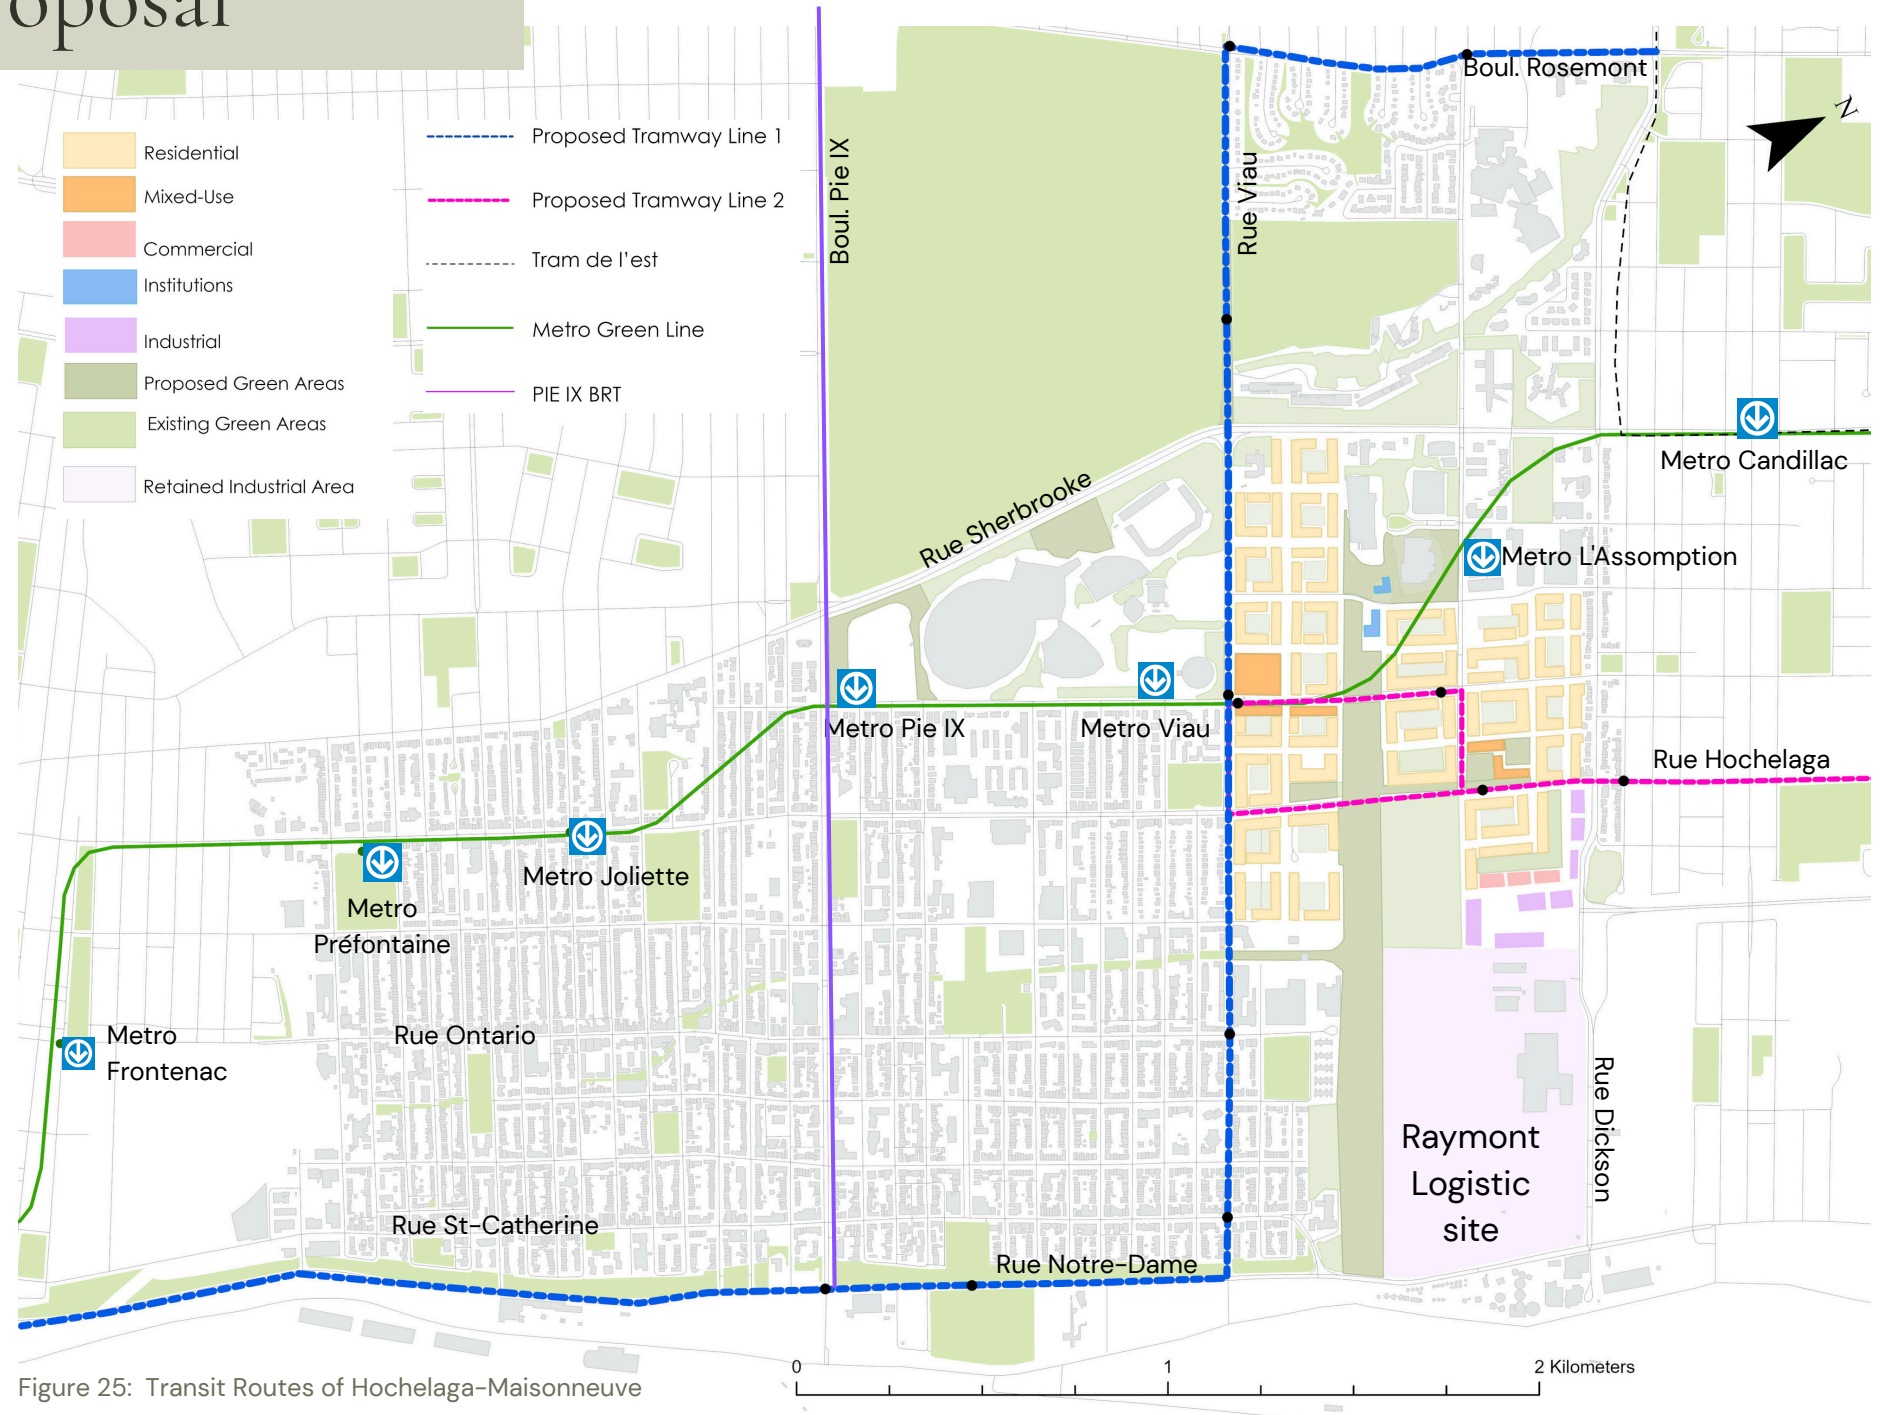 oposal
Residential
Mixed-Use
Commercial
Institutions
Industrial
Proposed Green Areas
Existing Green Areas
Retained Industrial Area
Proposed Tramway Line 1
Proposed Tramway Line 2
Tram de l'est
Metro Green Line
PIE IX BRT
Boul. Pie IX
Rue Viau
Boul. Rosemont
N
Rue Sherbrooke
Metro Candillac
Metro L'Assomption
Metro Pie IX
Metro Viau
Rue Hochelaga
Metro Joliette
Metro
Préfontaine
Metro
Frontenac
Rue Ontario
Rue St-Catherine
Rue Notre-Dame
Rue Dickson
Raymont
Logistic
site
0 1 2 Kilometers
Figure 25: Transit Routes of Hochelaga-Maisonneuve